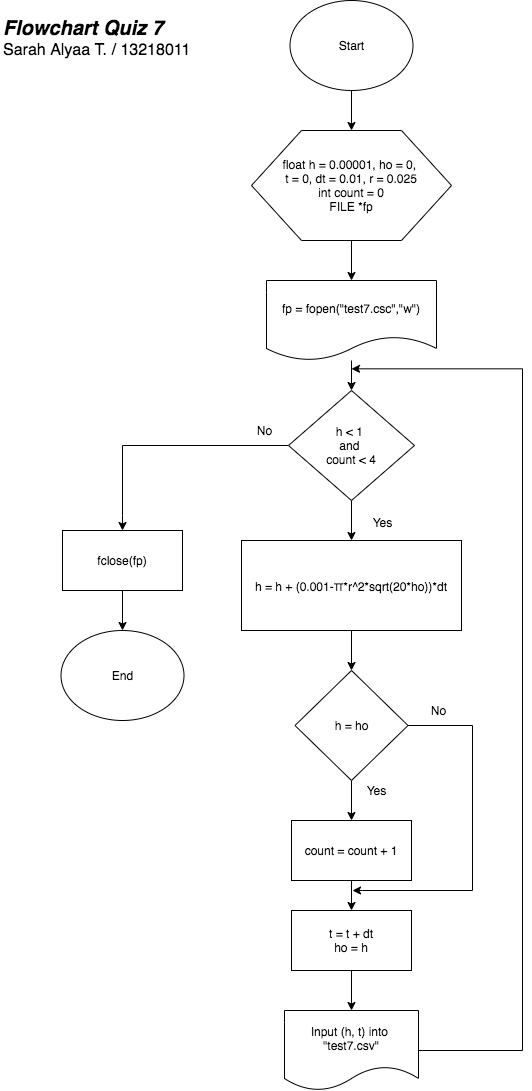 Flowchart Quiz 7
Sarah Alyaa T. / 13218011
Start
float h = 0.00001, ho = 0,
t = 0, dt = 0.01, r = 0.025
int count = 0
FILE *fp
fp = fopen("test7.csc","w")
h < 1
and
count < 4
No
Yes
fclose(fp)
h = h + (0.001-π*r^2*sqrt(20*ho))*dt
End
h = ho
No
Yes
count = count + 1
t = t + dt
ho = h
Input (h, t) into
"test7.csv"